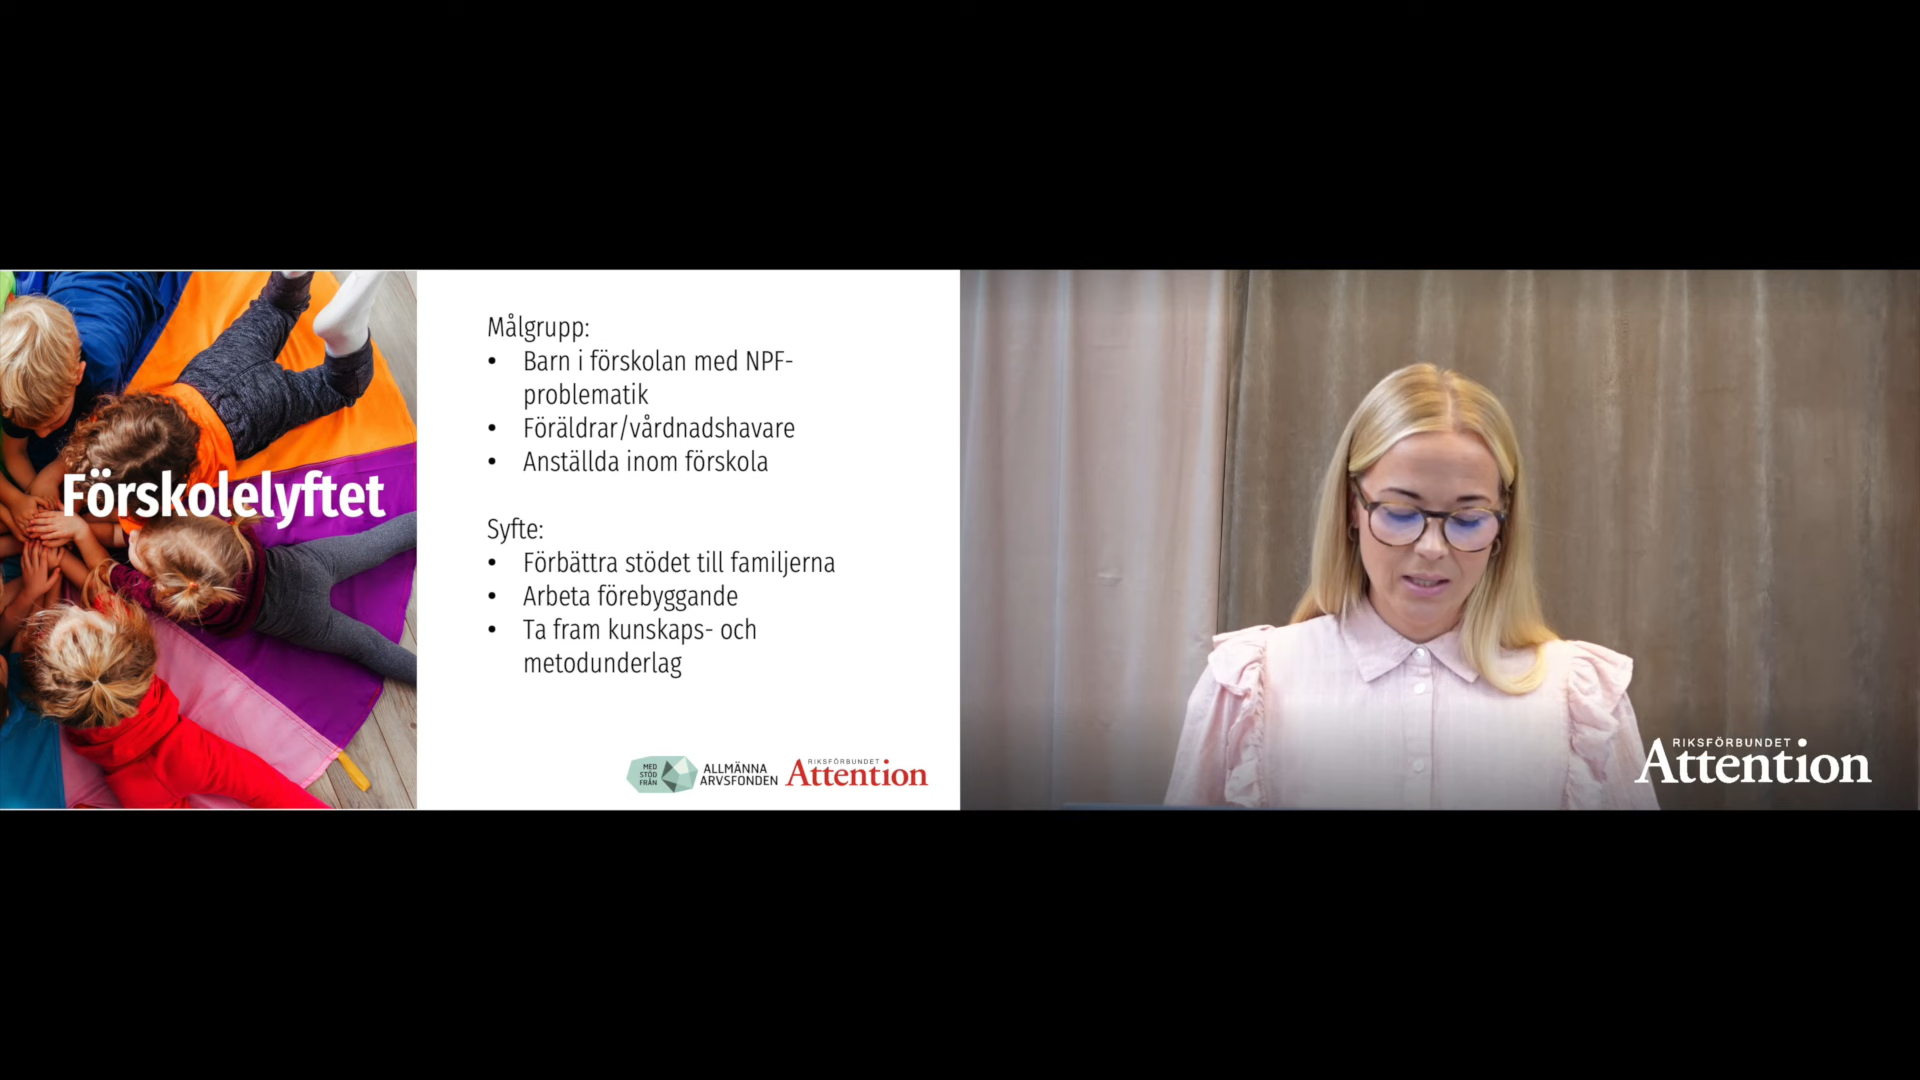 Förskolelyftet
Målgrupp:
• Barn i förskolan med NPF-
problematik
• Föräldrar/vårdnadshavare
• Anställda inom förskola
Syfte:
• Förbättra stödet till familjerna
• Arbeta förebyggande
• Ta fram kunskaps- och
metodunderlag
MED
STÖD
FRÅN
ALLMÄNNA
ARVSFONDEN
RIKSFÖRBUNDET
Attention
RIKSFÖRBUNDET
Attention